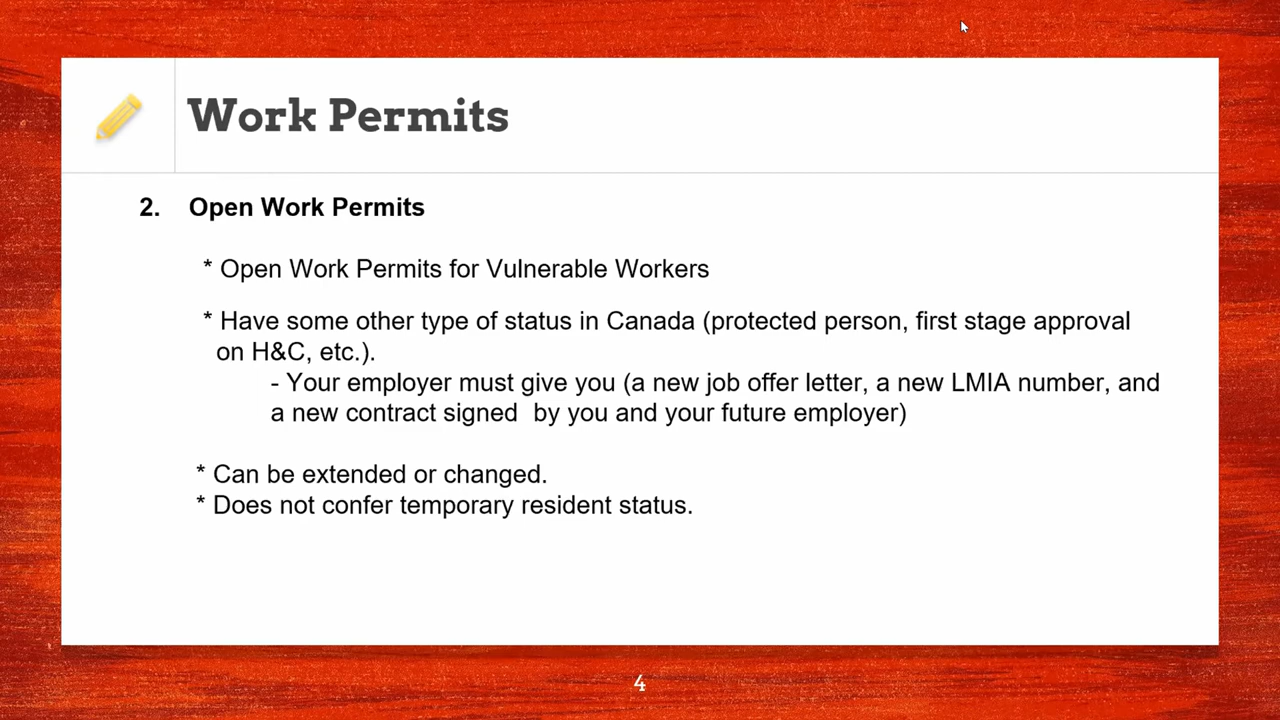 Work Permits
2. Open Work Permits
* Open Work Permits for Vulnerable Workers
* Have some other type of status in Canada (protected person, first stage approval
on H&C, etc.).
- Your employer must give you (a new job offer letter, a new LMIA number, and
a new contract signed  by you and your future employer)
* Can be extended or changed.
* Does not confer temporary resident status.
4